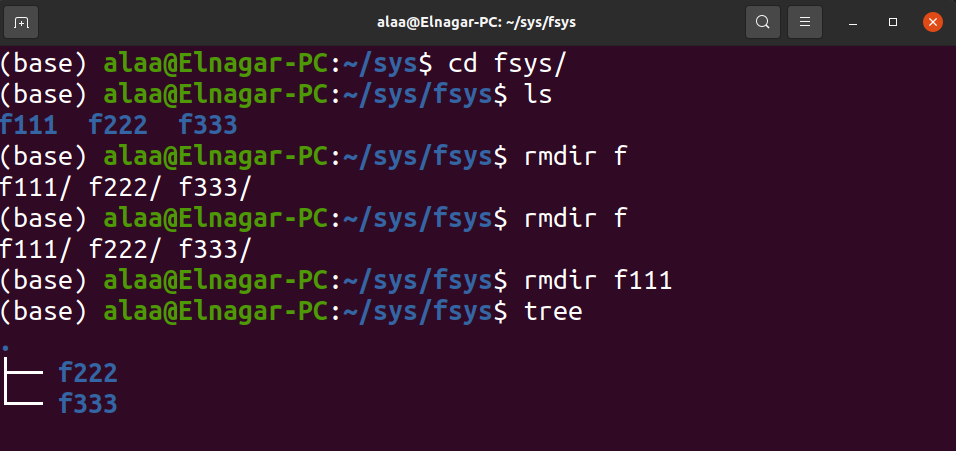 alaa@Elnagar-PC: ~/sys/fsys
(base) alaa@Elnagar-PC:~/sys$ cd fsys/
(base) alaa@Elnagar-PC:~/sys/fsys$ ls
f111  f222  f333
(base) alaa@Elnagar-PC:~/sys/fsys$ rmdir f
f111/ f222/ f333/
(base) alaa@Elnagar-PC:~/sys/fsys$ rmdir f
f111/ f222/ f333/
(base) alaa@Elnagar-PC:~/sys/fsys$ rmdir f111
(base) alaa@Elnagar-PC:~/sys/fsys$ tree
.
├── f222
└── f333